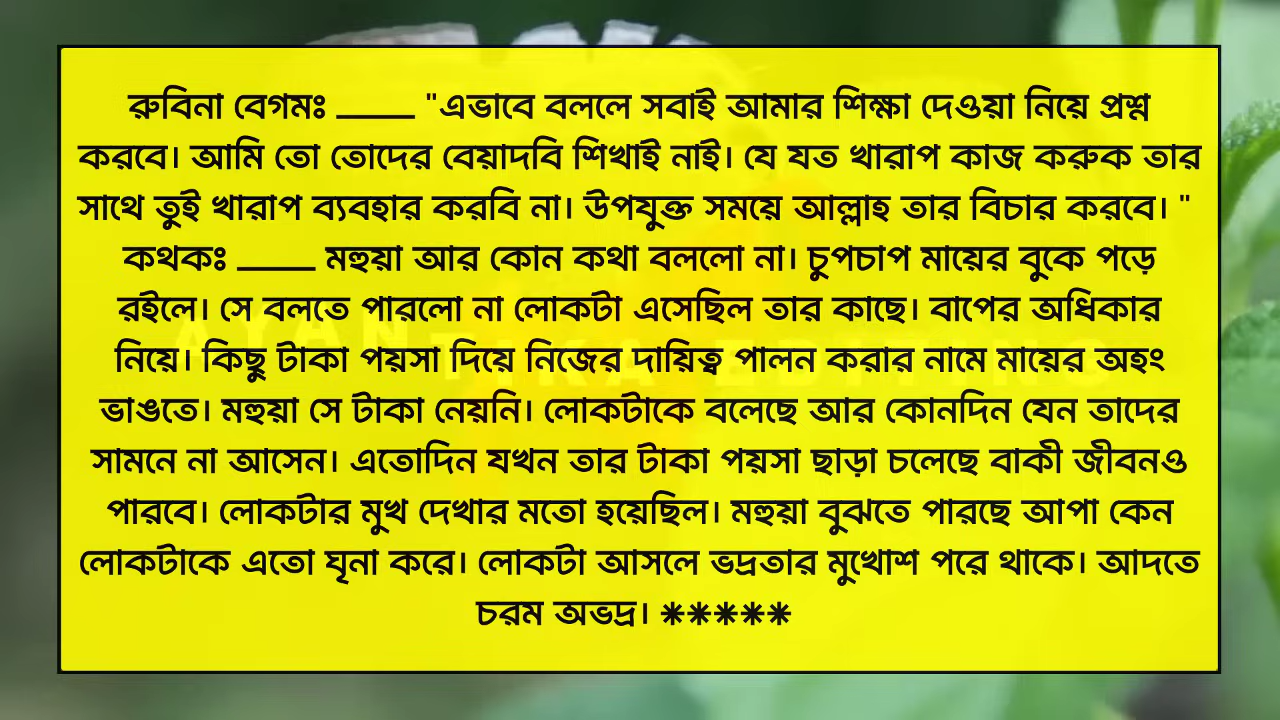 রুবিনা বেগমঃ ____ "এভাবে বললে সবাই আমার শিক্ষা দেওয়া নিয়ে প্রশ্ন
করবে। আমি তো তোদের বেয়াদবি শিখাই নাই। যে যত খারাপ কাজ করুক তার
সাথে তুই খারাপ ব্যবহার করবি না। উপযুক্ত সময়ে আল্লাহ তার বিচার করবে। "
কথকঃ ____ মহুয়া আর কোন কথা বললো না। চুপচাপ মায়ের বুকে পড়ে
রইলে। সে বলতে পারলো না লোকটা এসেছিল তার কাছে। বাপের অধিকার
নিয়ে। কিছু টাকা পয়সা দিয়ে নিজের দায়িত্ব পালন করার নামে মায়ের অহং
ভাঙতে। মহুয়া সে টাকা নেয়নি। লোকটাকে বলেছে আর কোনদিন যেন তাদের
সামনে না আসেন। এতোদিন যখন তার টাকা পয়সা ছাড়া চলেছে বাকী জীবনও
পারবে। লোকটার মুখ দেখার মতো হয়েছিল। মহুয়া বুঝতে পারছে আপা কেন
লোকটাকে এতো ঘৃনা করে। লোকটা আসলে ভদ্রতার মুখোশ পরে থাকে। আদতে
চরম অভদ্র। *****
AYANTIKA EDITING